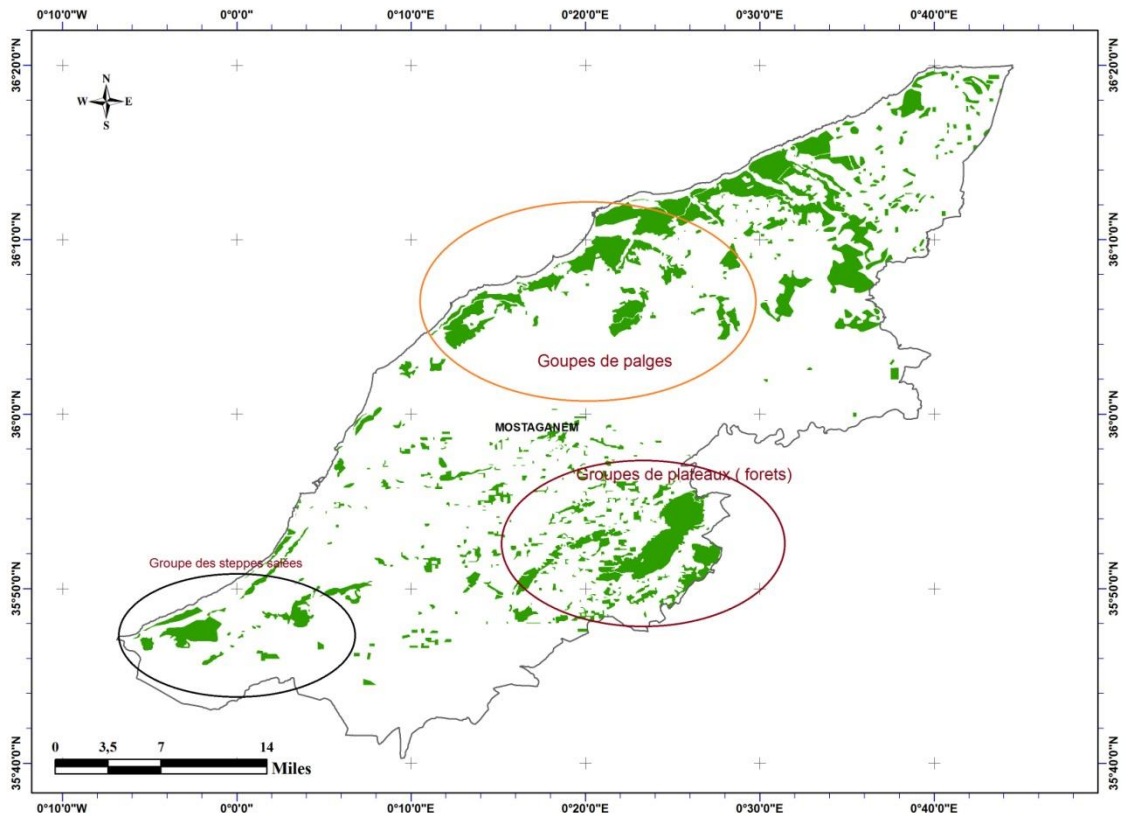 0°10'0"W 0°0'0" 0°10'0"E 0°20'0"E 0°30'0"E 0°40'0"E
36°20'0"N 36°20'0"N
N
W E
S
36°10'0"N 36°10'0"N
Goupes de palges
36°0'0"N 36°0'0"N
MOSTAGANEM
Groupes de plateaux ( forets)
Groupe des steppes salées
35°50'0"N 35°50'0"N
0 3,5 7 14
Miles
35°40'0"N 35°40'0"N
0°10'0"W 0°0'0" 0°10'0"E 0°20'0"E 0°30'0"E 0°40'0"E